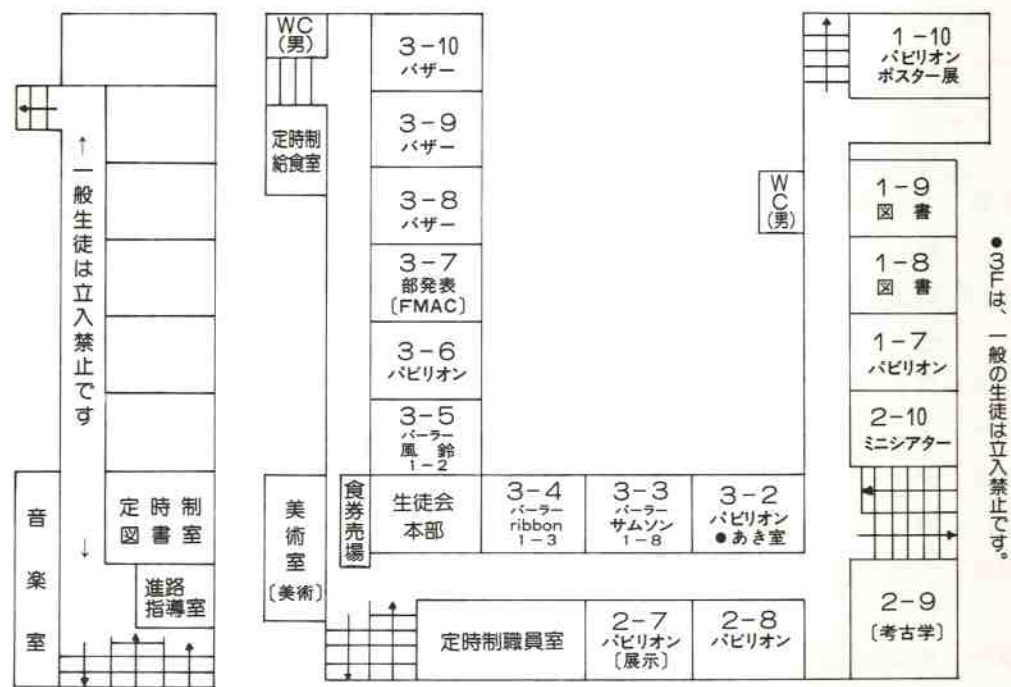 ↑一般生徒は立入禁止です↓
音楽室
定時制
図書室
進路
指導室
WC
(男)
定時制
給食室
美術室
〔美術〕
食券売場
3-10
バザー
3-9
バザー
3-8
バザー
3-7
部発表
〔FMAC〕
3-6
パビリオン
3-5
パーラー
風鈴
1-2
生徒会
本部
3-4
パーラー
ribbon
1-3
3-3
パーラー
サムソン
1-8
3-2
パビリオン
●あき室
定時制職員室
2-7
パビリオン
〔展示〕
2-8
パビリオン
WC
(男)
1-10
パビリオン
ポスター展
1-9
図書
1-8
図書
1-7
パビリオン
2-10
ミニシアター
2-9
〔考古学〕
●3Fは、一般の生徒は立入禁止です。